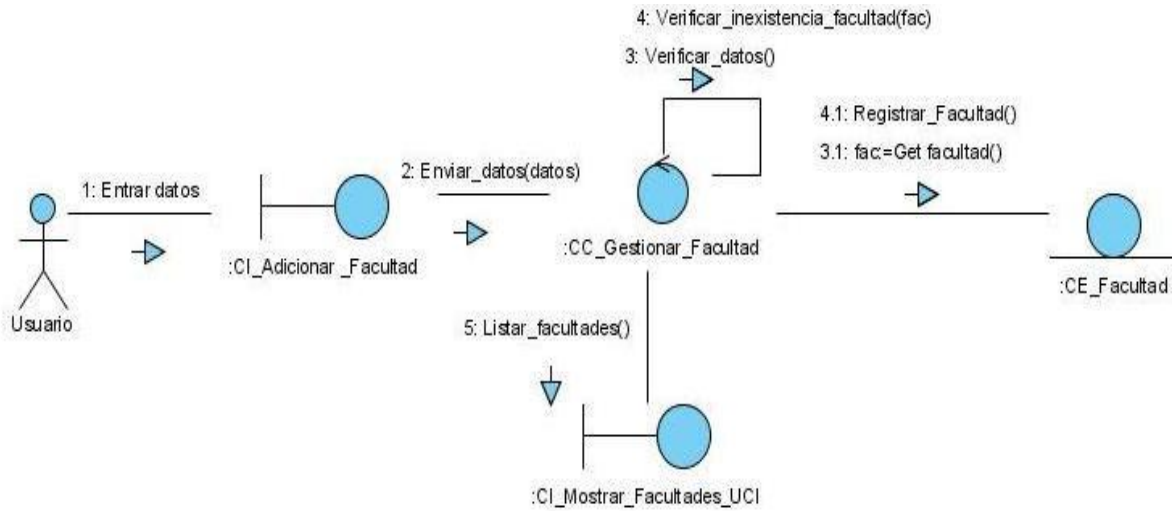 4: Verificar_inexistencia_facultad(fac)
3: Verificar_datos()
4.1: Registrar_Facultad()
3.1: fac:=Get facultad()
1: Entrar datos
2: Enviar_datos(datos)
:CI_Adicionar _Facultad
:CC_Gestionar_Facultad
:CE_Facultad
Usuario
5: Listar_facultades()
:CI_Mostrar_Facultades_UCI